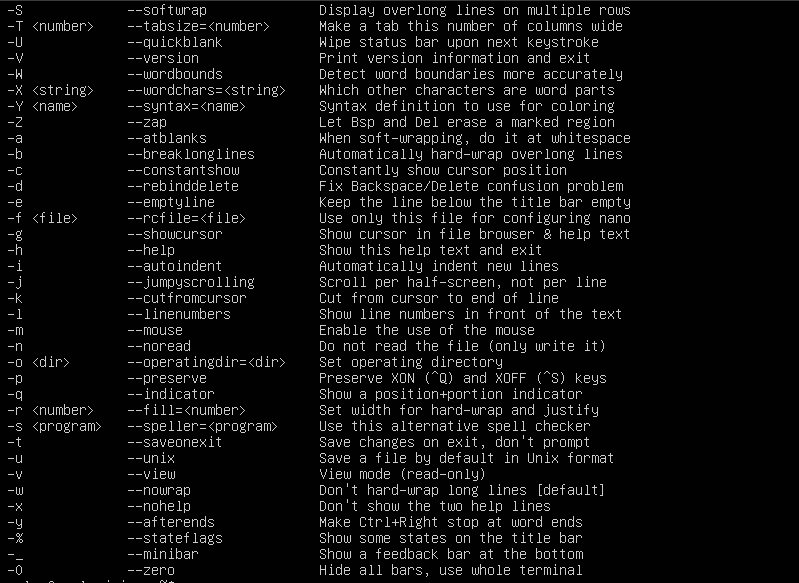 -S --softwrap Display overlong lines on multiple rows
-T <number> --tabsize=<number> Make a tab this number of columns wide
-U --quickblank Wipe status bar upon next keystroke
-V --version Print version information and exit
-W --wordbounds Detect word boundaries more accurately
-X <string> --wordchars=<string> Which other characters are word parts
-Y <name> --syntax=<name> Syntax definition to use for coloring
-Z --zap Let Bsp and Del erase a marked region
-a --atblanks When soft-wrapping, do it at whitespace
-b --breaklonglines Automatically hard-wrap overlong lines
-c --constantshow Constantly show cursor position
-d --rebinddelete Fix Backspace/Delete confusion problem
-e --emptyline Keep the line below the title bar empty
-f <file> --rcfile=<file> Use only this file for configuring nano
-g --showcursor Show cursor in file browser & help text
-h --help Show this help text and exit
-i --autoindent Automatically indent new lines
-j --jumpyscrolling Scroll per half-screen, not per line
-k --cutfromcursor Cut from cursor to end of line
-l --linenumbers Show line numbers in front of the text
-m --mouse Enable the use of the mouse
-n --noread Do not read the file (only write it)
-o <dir> --operatingdir=<dir> Set operating directory
-p --preserve Preserve XON (^Q) and XOFF (^S) keys
-q --indicator Show a position+portion indicator
-r <number> --fill=<number> Set width for hard-wrap and justify
-s <program> --speller=<program> Use this alternative spell checker
-t --saveonexit Save changes on exit, don't prompt
-u --unix Save a file by default in Unix format
-v --view View mode (read-only)
-w --nowrap Don't hard-wrap long lines [default]
-x --nohelp Don't show the two help lines
-y --afterends Make Ctrl+Right stop at word ends
-% --stateflags Show some states on the title bar
-_ --minibar Show a feedback bar at the bottom
-0 --zero Hide all bars, use whole terminal